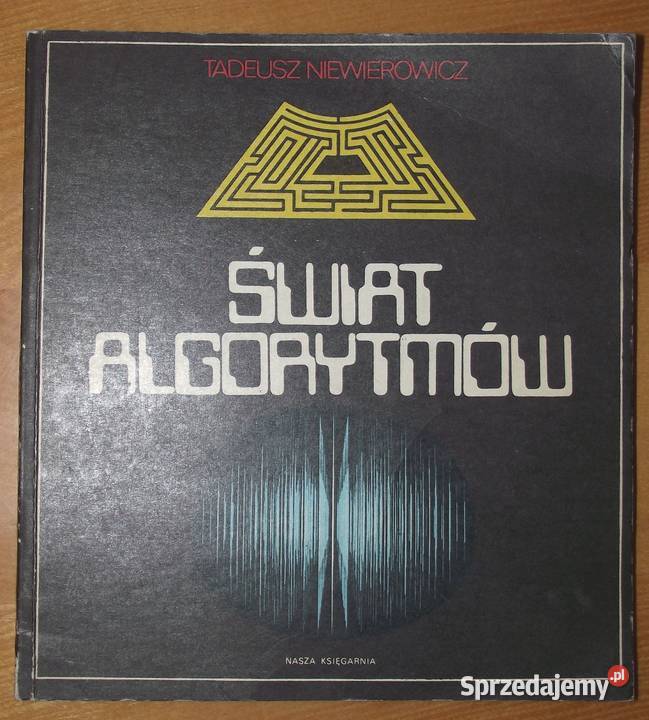 TADEUSZ NIEWIEROWICZ
ŚWIAT
ALGORYTMÓW
NASZA KSIĘGARNIA
Sprzedajemy.pl